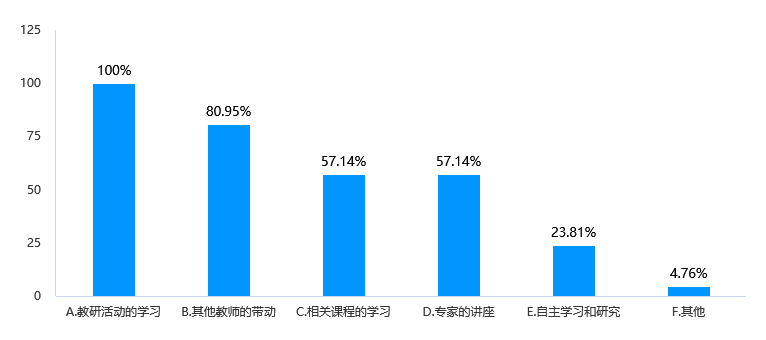 125
100
75
50
25
0
100%
80.95%
57.14%
57.14%
23.81%
4.76%
A.教研活动的学习
B.其他教师的带动
C.相关课程的学习
D.专家的讲座
E.自主学习和研究
F.其他